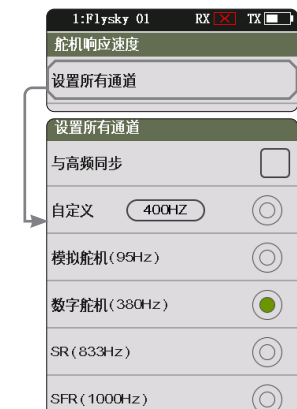 1:Flysky 01 RX TX
舵机响应速度
设置所有通道
设置所有通道
与高频同步
自定义 400HZ
模拟舵机(95Hz)
数字舵机(380Hz)
SR(833Hz)
SFR(1000Hz)